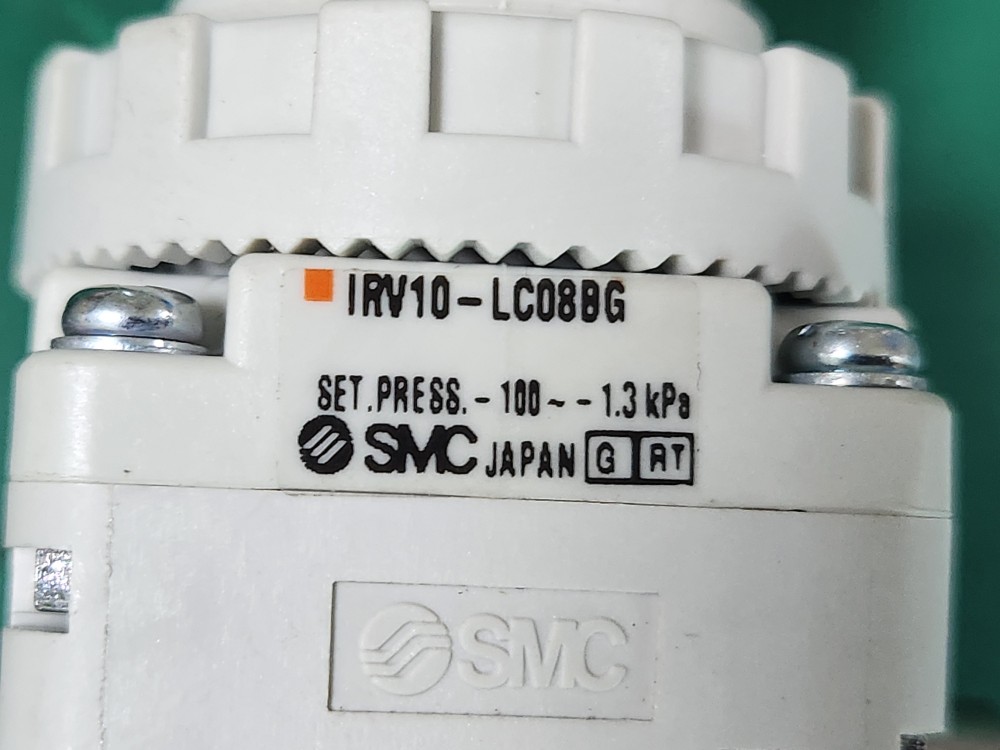 IRV10-LC08BG
SET.PRESS.-100~-1.3 kPa
SMC JAPAN G RT
SMC